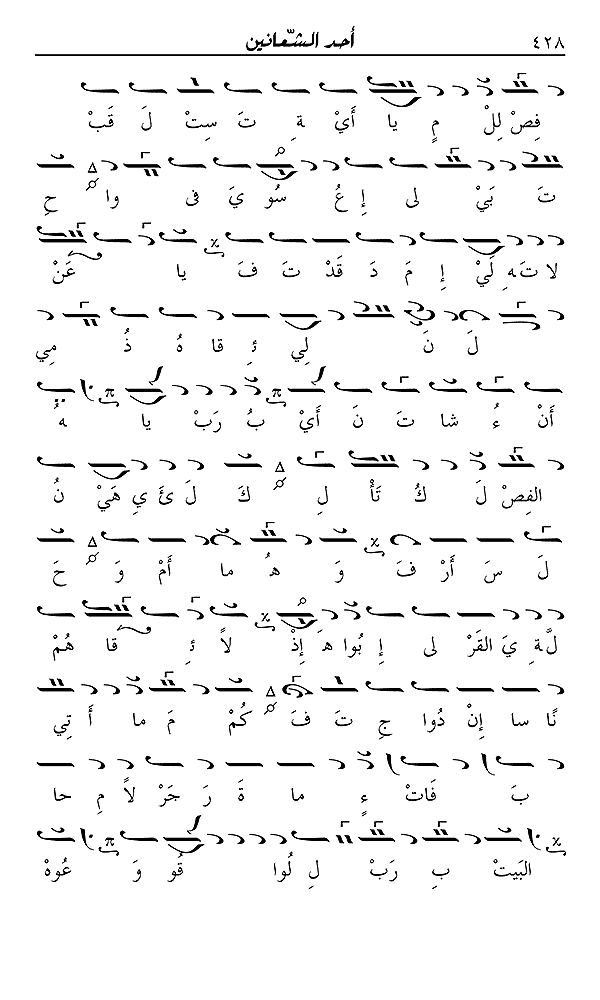 ٤٢٨ أحد الشّعانين
فِصْ لِلْ مٍ يا أَيْ ةِ تَ سِتْ لَ قَبْ
تَ بَيْ لى إِ عُ سُو يَ فى وا حِ
لا تَهِ لَيْ إِ مَ دَ قَدْ تَ فَ يا عَنْ
لَ نَ لِي ئِ قا هُ ذُ مِي
أَنْ ءُ شا تَ نَ أَيْ بُ رَبْ يا هُ
الفِصْ لَ كُ تَأْ لِ كَ لَ ئَ يِ هَيْ نُ
لَ سَ أَرْ فَ وَ هُ ما أَمْ وَ حَ
لَّةِ يَ القَرْ لى إِ بُوا هَ إِذْ لاً ئِ قا هُمْ
نًا سا إِنْ دُوا جِ تَ فَ كُمْ مَ ما أَ تِي
بَ فَاتْ ءٍ ما ةَ رَ جَرْ لاً مِ حا
البَيتْ بِ رَبْ لِ لُوا قُو وَ عُوهْ